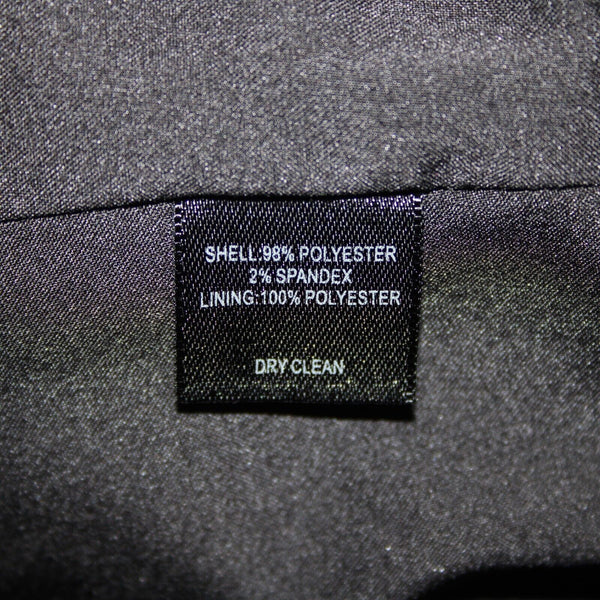 SHELL:98% POLYESTER
2% SPANDEX
LINING:100% POLYESTER
DRY CLEAN